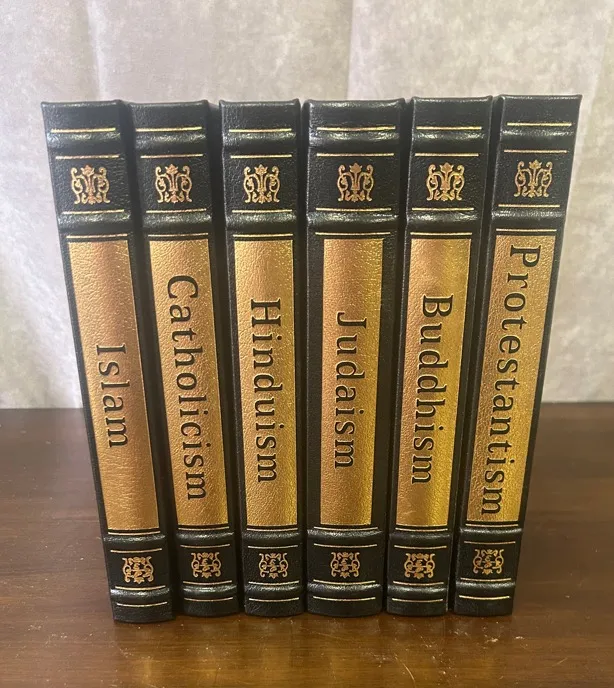 Islam
Catholicism
Hinduism
Judaism
Buddhism
Protestantism